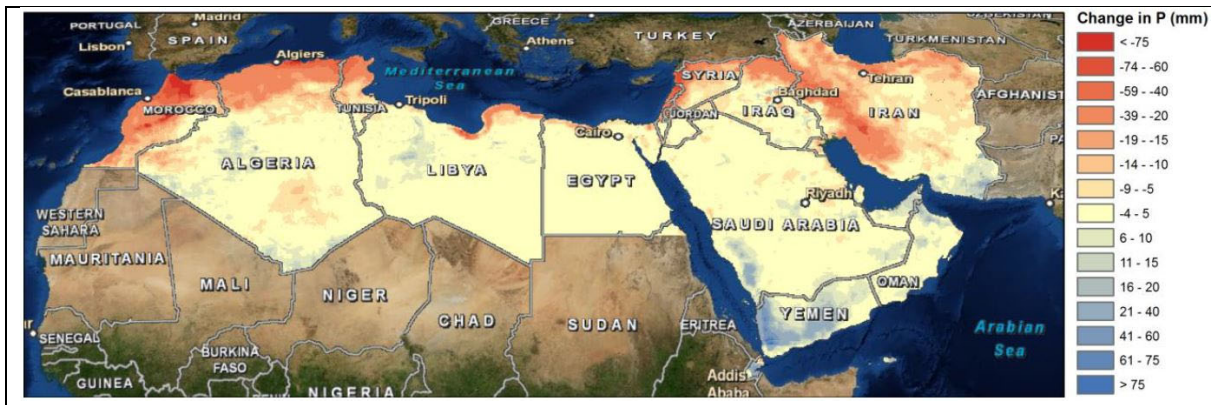 PORTUGAL
Madrid
Lisbon
SPAIN
GREECE
Athens
TURKEY
AZERBAIJAN
TURKMENISTAN
Algiers
Mediterranean
Sea
Casablanca
MOROCCO
TUNISIA
Tripoli
SYRIA
Tehran
AFGHANISTAN
Baghdad
IRAQ
IRAN
JORDAN
Cairo
ALGERIA
LIBYA
EGYPT
Riyadh
SAUDI ARABIA
WESTERN
SAHARA
MAURITANIA
MALI
NIGER
CHAD
SUDAN
ERITREA
OMAN
YEMEN
Arabian
Sea
SENEGAL
BURKINA
FASO
GUINEA
NIGERIA
Addis
Ababa
Change in P (mm)
< -75
-74 - -60
-59 - -40
-39 - -20
-19 - -15
-14 - -10
-9 - -5
-4 - 5
6 - 10
11 - 15
16 - 20
21 - 40
41 - 60
61 - 75
> 75